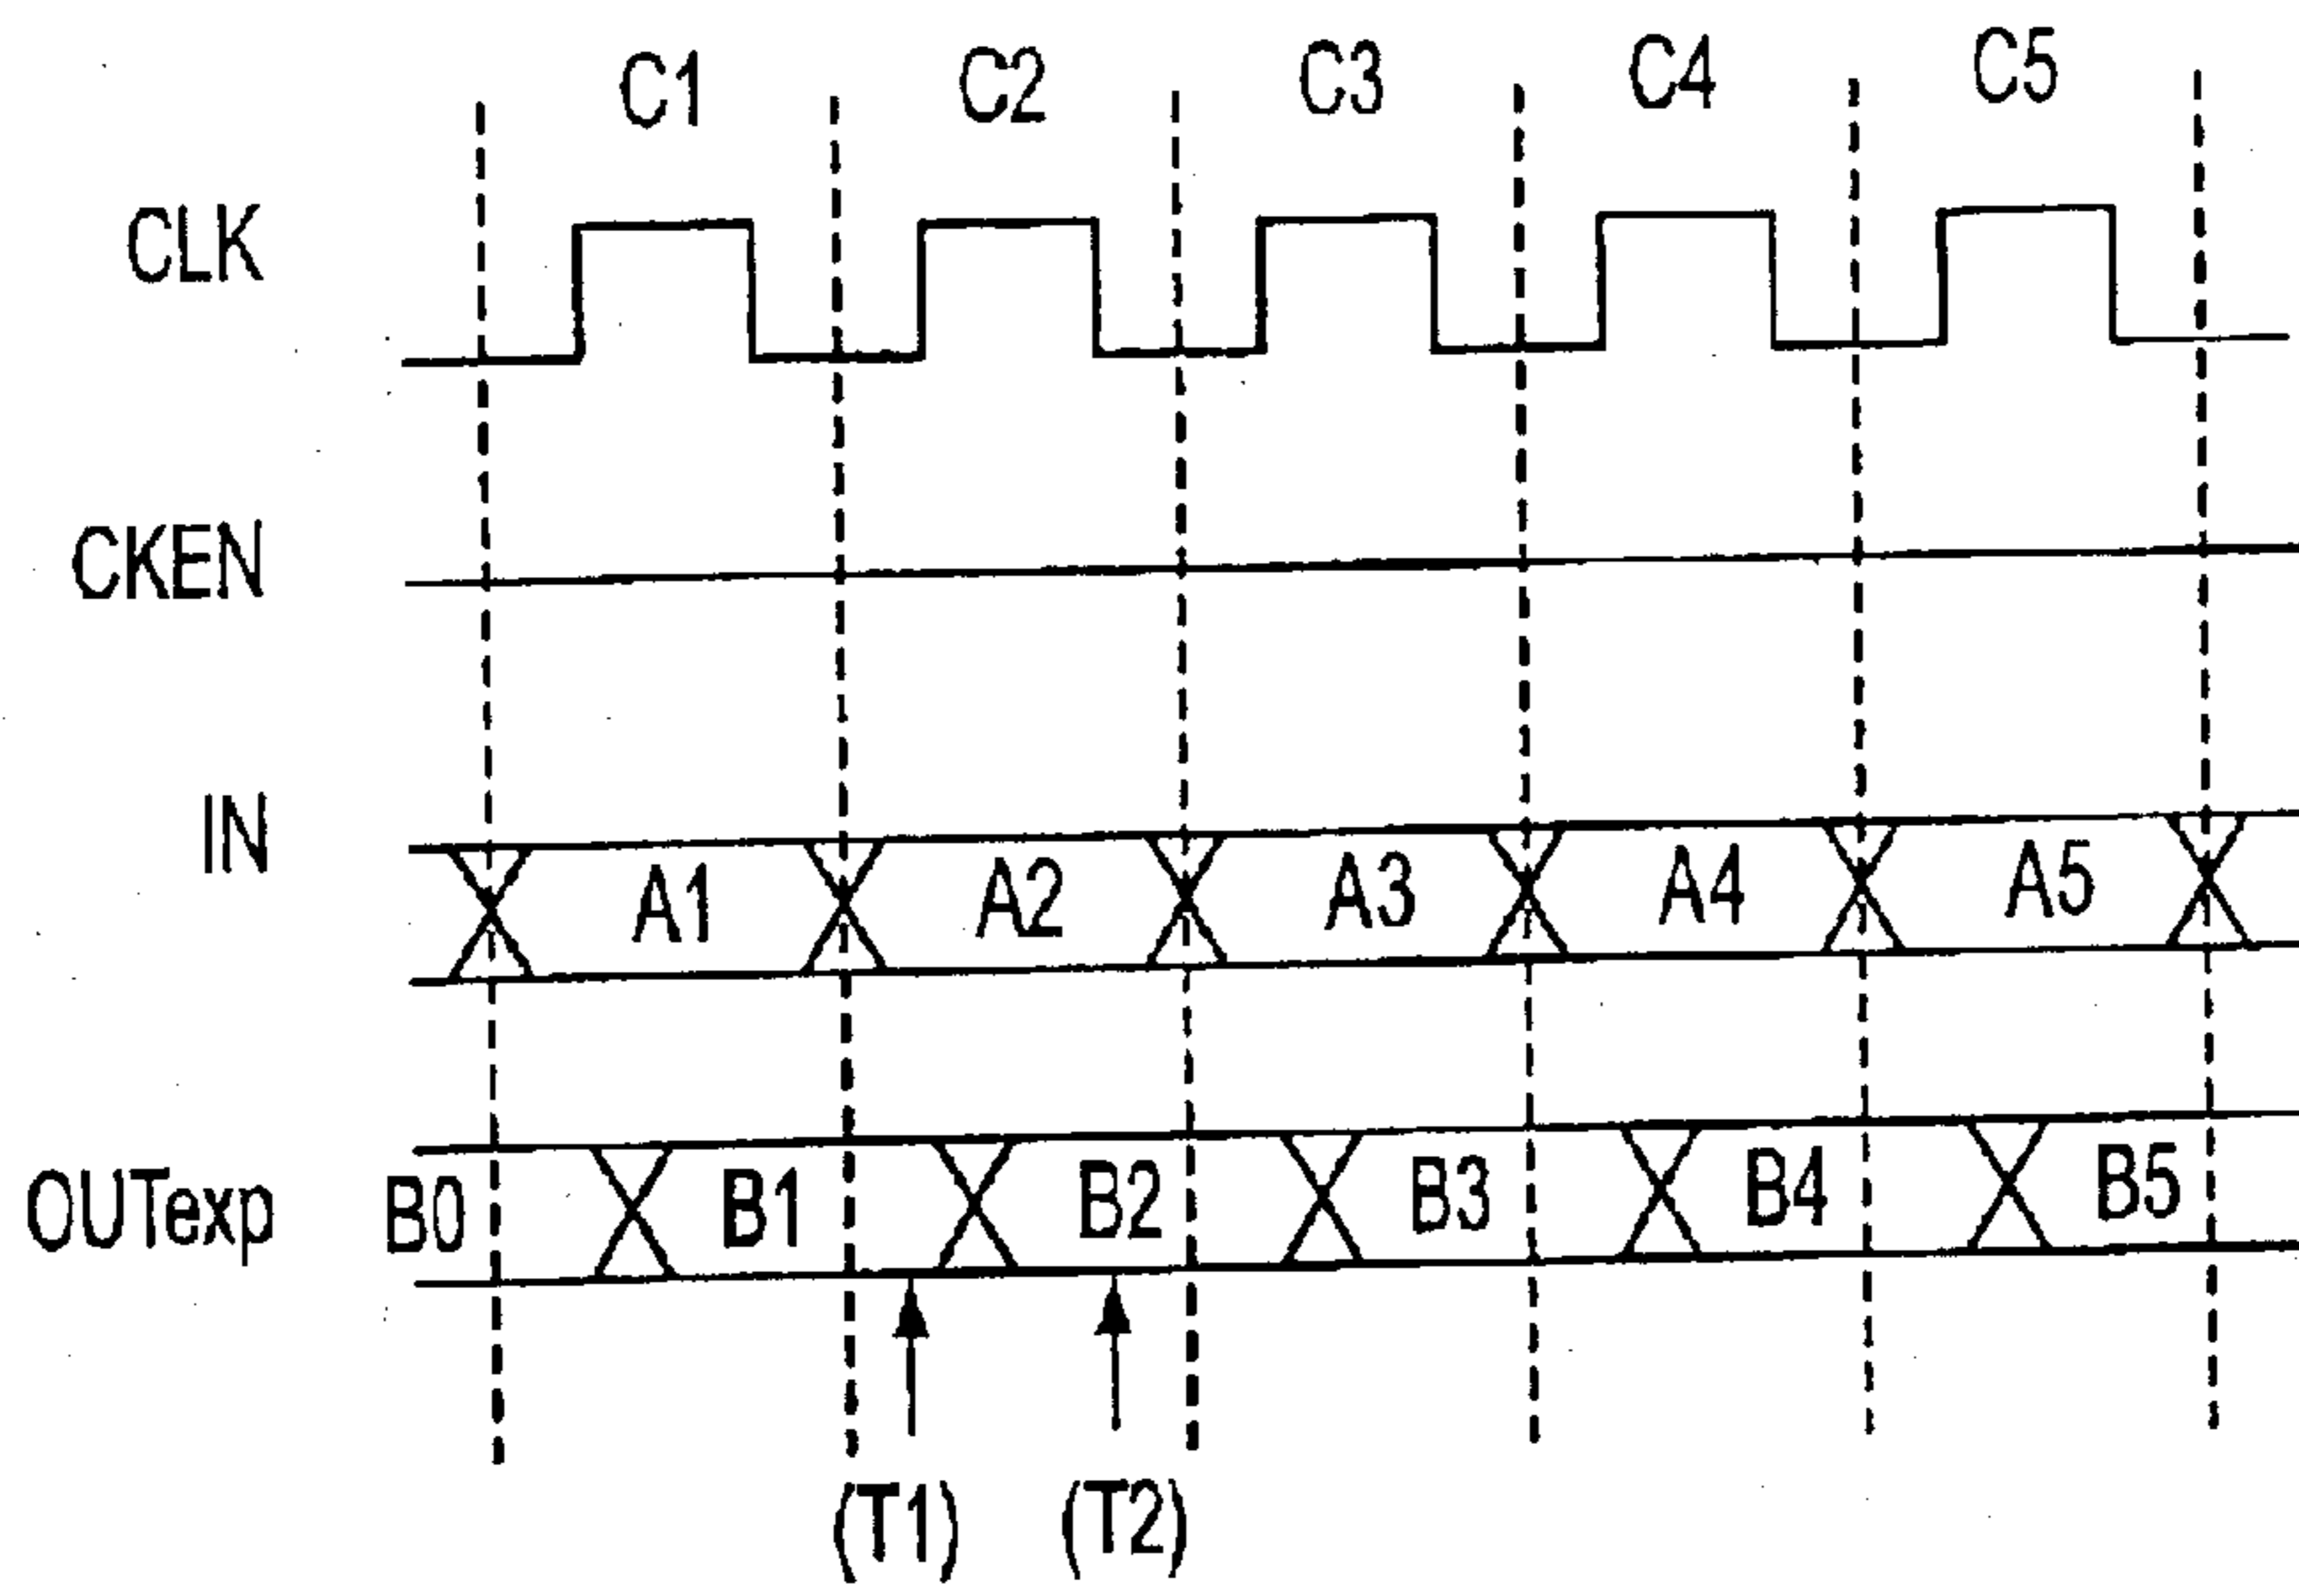 C1 C2 C3 C4 C5
CLK
CKEN
IN A1 A2 A3 A4 A5
OUTexp B0 B1 B2 B3 B4 B5
(T1) (T2)